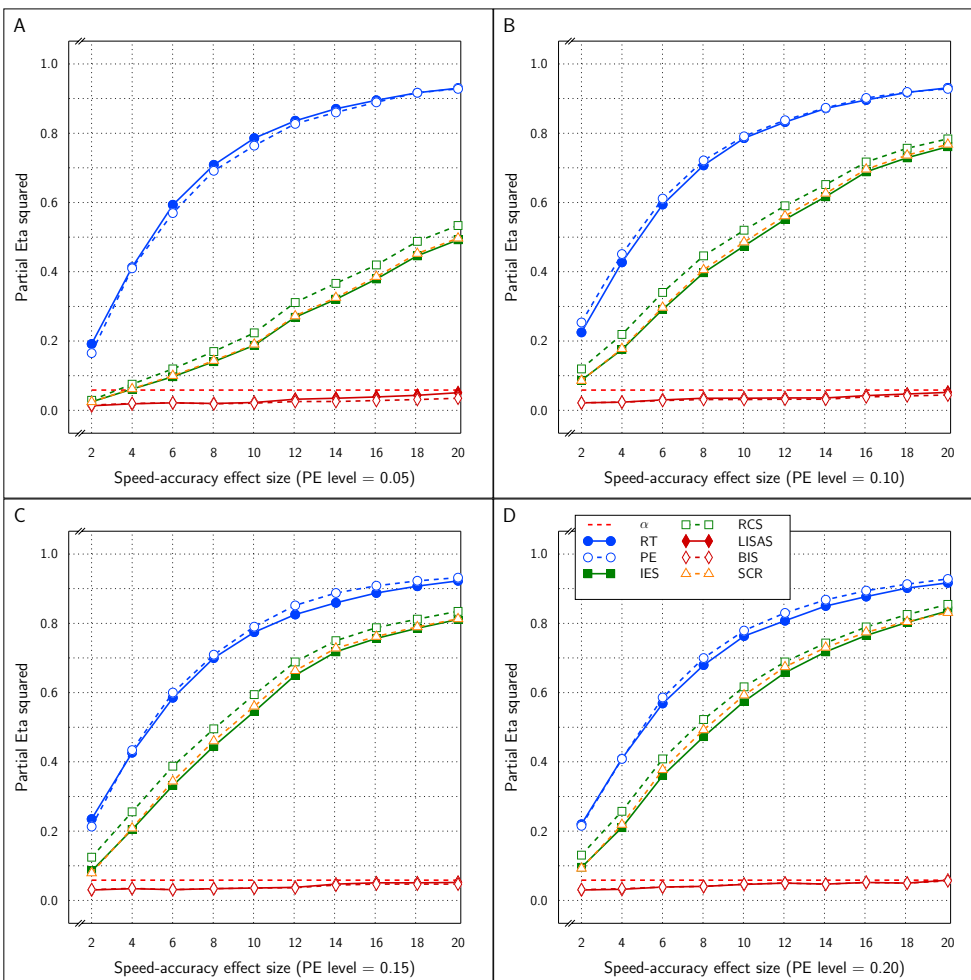 A
Partial Eta squared
1.0
0.8
0.6
0.4
0.2
0.0
2 4 6 8 10 12 14 16 18 20
Speed-accuracy effect size (PE level = 0.05)
B
Partial Eta squared
1.0
0.8
0.6
0.4
0.2
0.0
2 4 6 8 10 12 14 16 18 20
Speed-accuracy effect size (PE level = 0.10)
C
Partial Eta squared
1.0
0.8
0.6
0.4
0.2
0.0
2 4 6 8 10 12 14 16 18 20
Speed-accuracy effect size (PE level = 0.15)
D
α RCS
RT LISAS
PE BIS
IES SCR
Partial Eta squared
1.0
0.8
0.6
0.4
0.2
0.0
2 4 6 8 10 12 14 16 18 20
Speed-accuracy effect size (PE level = 0.20)